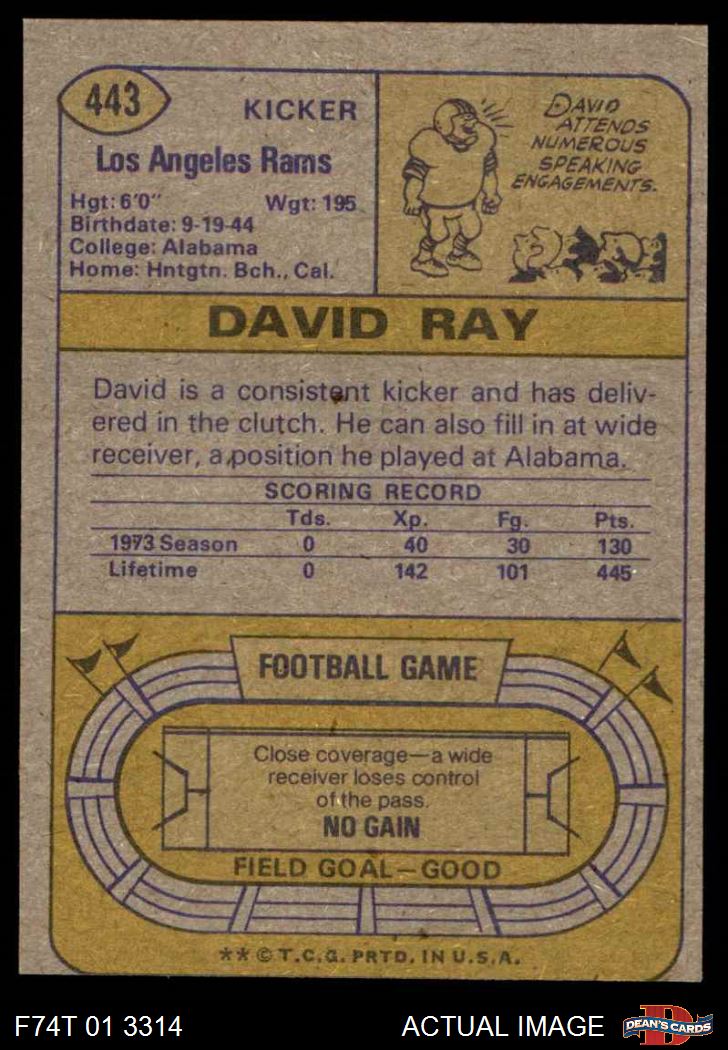 443
KICKER
Los Angeles Rams
Hgt: 6'0" Wgt: 195
Birthdate: 9-19-44
College: Alabama
Home: Hntgtn. Bch., Cal.
DAVID
ATTENDS
NUMEROUS
SPEAKING
ENGAGEMENTS.
DAVID RAY
David is a consistent kicker and has deliv-
ered in the clutch. He can also fill in at wide
receiver, a position he played at Alabama.
SCORING RECORD
Tds. Xp. Fg. Pts.
1973 Season 0 40 30 130
Lifetime 0 142 101 445
FOOTBALL GAME
Close coverage—a wide
receiver loses control
of the pass.
NO GAIN
FIELD GOAL—GOOD
** © T.C.G. PRTD. IN U.S.A.
F74T 01 3314 ACTUAL IMAGE D DEAN'S CARDS